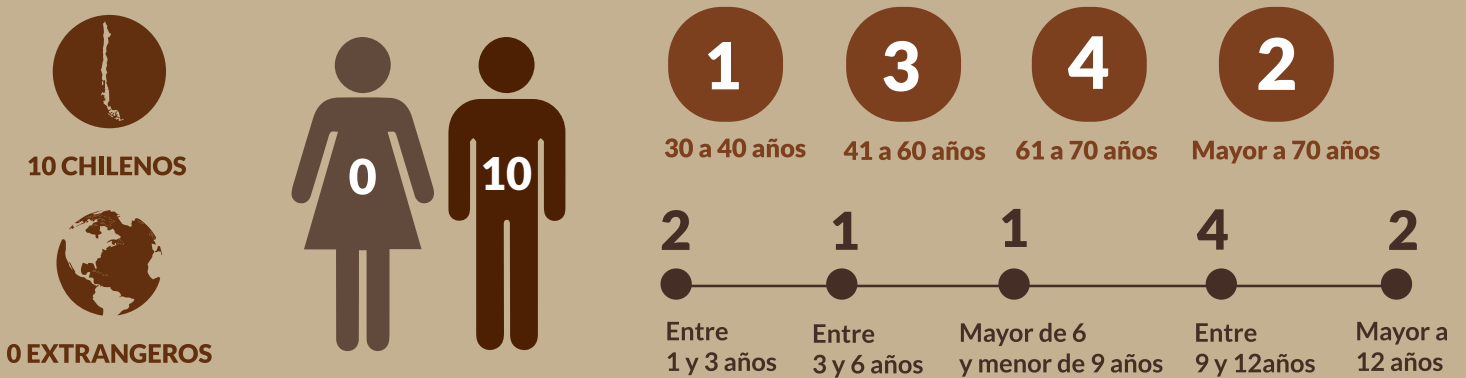 10 CHILENOS
0 EXTRANGEROS
0
10
1
3
4
2
30 a 40 años
41 a 60 años
61 a 70 años
Mayor a 70 años
2
1
1
4
2
Entre
1 y 3 años
Entre
3 y 6 años
Mayor de 6
y menor de 9 años
Entre
9 y 12años
Mayor a
12 años